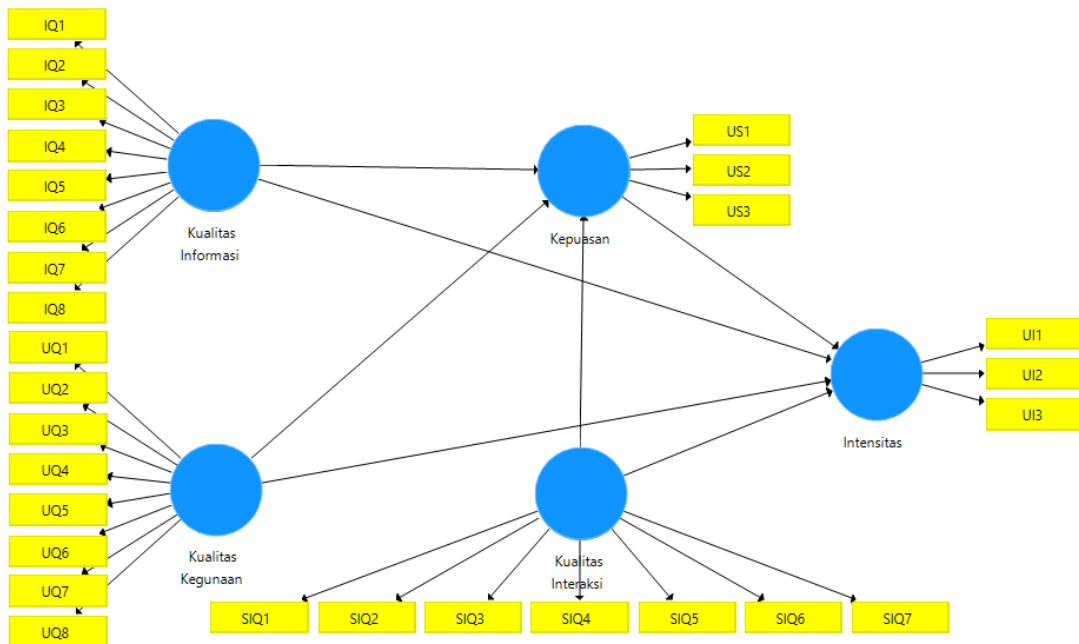 IQ1
IQ2
IQ3
IQ4
IQ5
IQ6
IQ7
IQ8
Kualitas
Informasi
US1
US2
US3
Kepuasan
UI1
UI2
UI3
Intensitas
UQ1
UQ2
UQ3
UQ4
UQ5
UQ6
UQ7
UQ8
Kualitas
Kegunaan
Kualitas
Interaksi
SIQ1
SIQ2
SIQ3
SIQ4
SIQ5
SIQ6
SIQ7